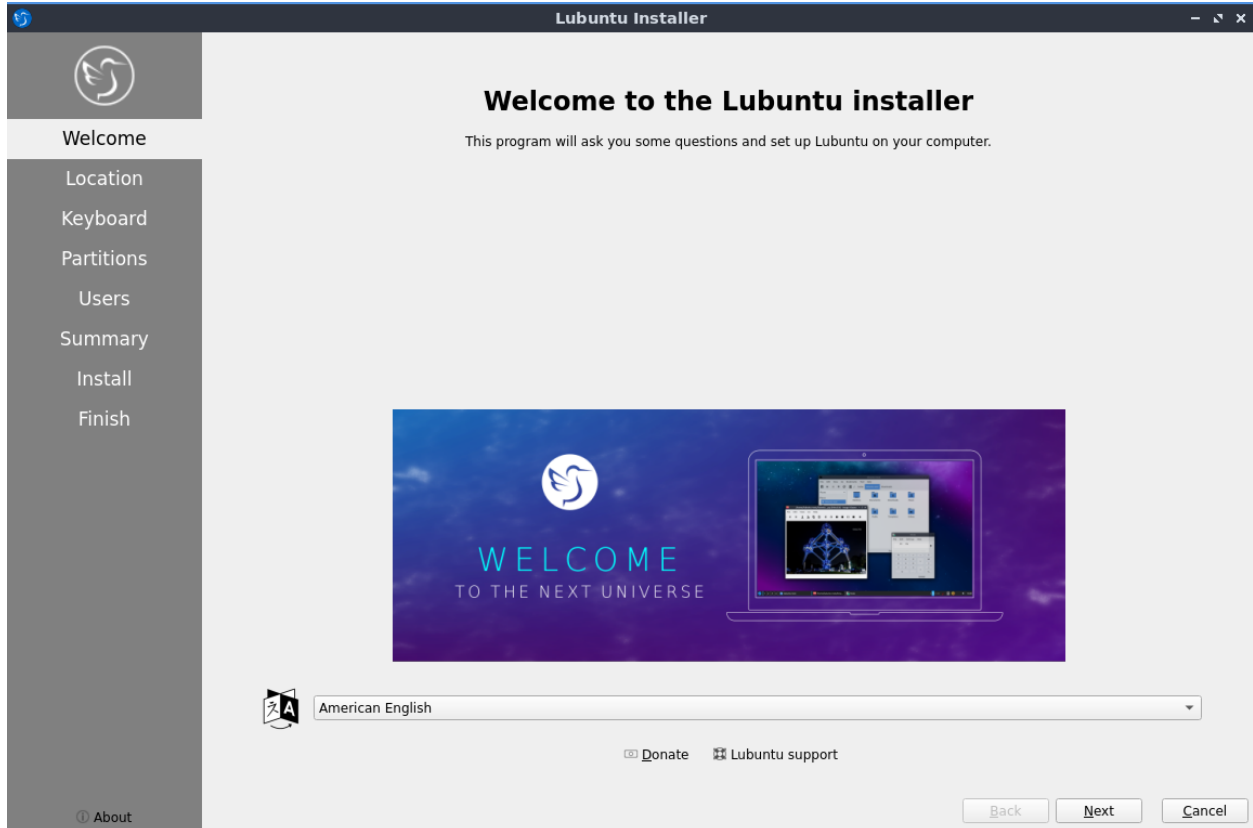 Lubuntu Installer
Welcome
Location
Keyboard
Partitions
Users
Summary
Install
Finish
About
Welcome to the Lubuntu installer
This program will ask you some questions and set up Lubuntu on your computer.
WELCOME
TO THE NEXT UNIVERSE
American English
Donate Lubuntu support
Back Next Cancel